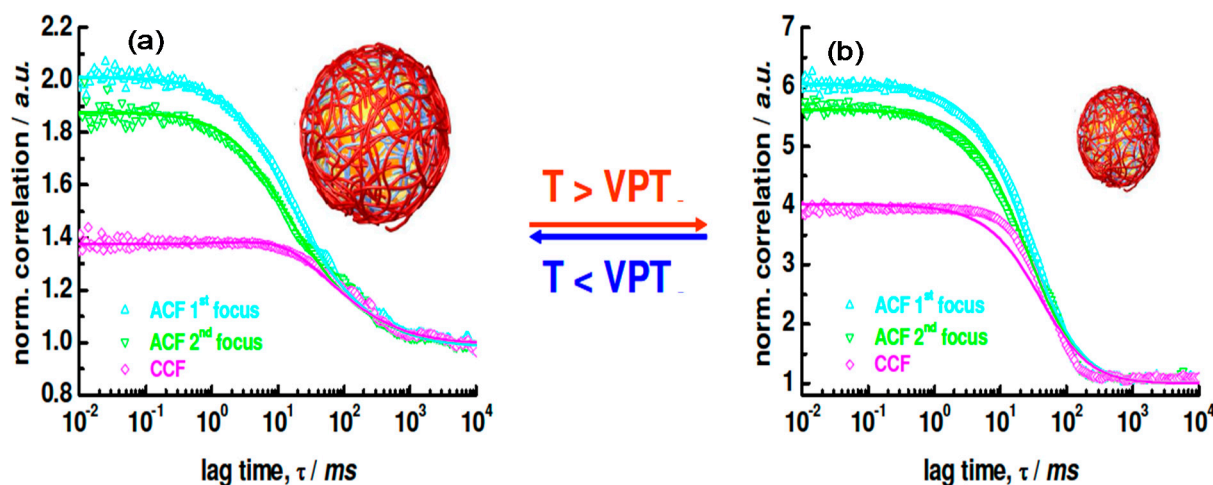 (a)
2.2
2.0
1.8
1.6
1.4
1.2
1.0
0.8
norm. correlation / a.u.
ACF 1st focus
ACF 2nd focus
CCF
10-2 10-1 100 101 102 103 104
lag time, τ / ms
T > VPT
T < VPT
(b)
7
6
5
4
3
2
1
norm. correlation / a.u.
ACF 1st focus
ACF 2nd focus
CCF
10-2 10-1 100 101 102 103 104
lag time, τ / ms